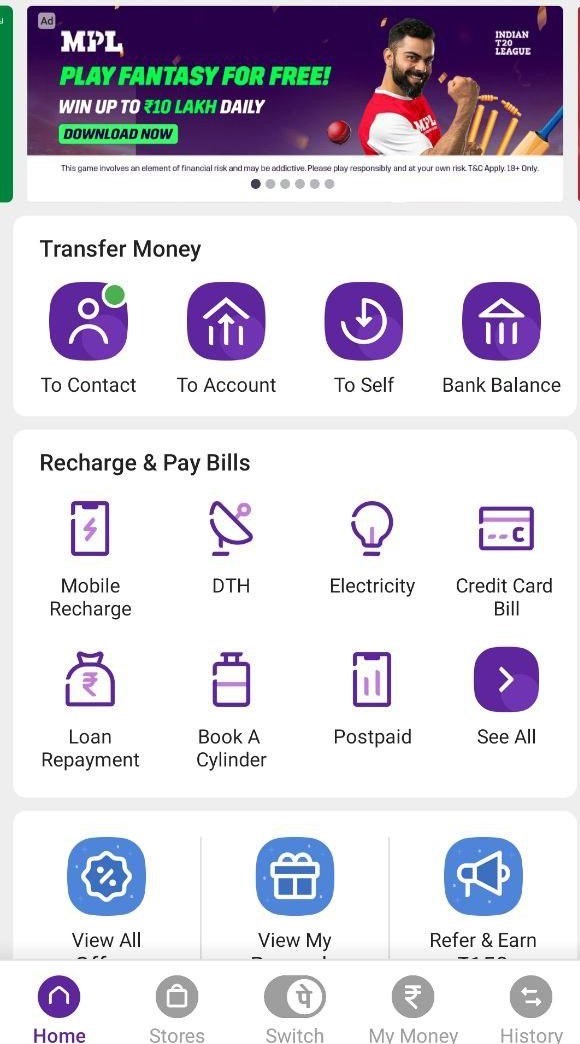 Ad
MPL
INDIAN
T20
LEAGUE
PLAY FANTASY FOR FREE!
WIN UP TO ₹10 LAKH DAILY
DOWNLOAD NOW
MPL
This game involves an element of financial risk and may be addictive. Please play responsibly and at your own risk. T&C Apply. 18+ Only.
Transfer Money
To Contact To Account To Self Bank Balance
Recharge & Pay Bills
Mobile DTH Electricity Credit Card
Recharge Bill
Loan Book A Postpaid See All
Repayment Cylinder
View All View My Refer & Earn
पे
Home Stores Switch My Money History